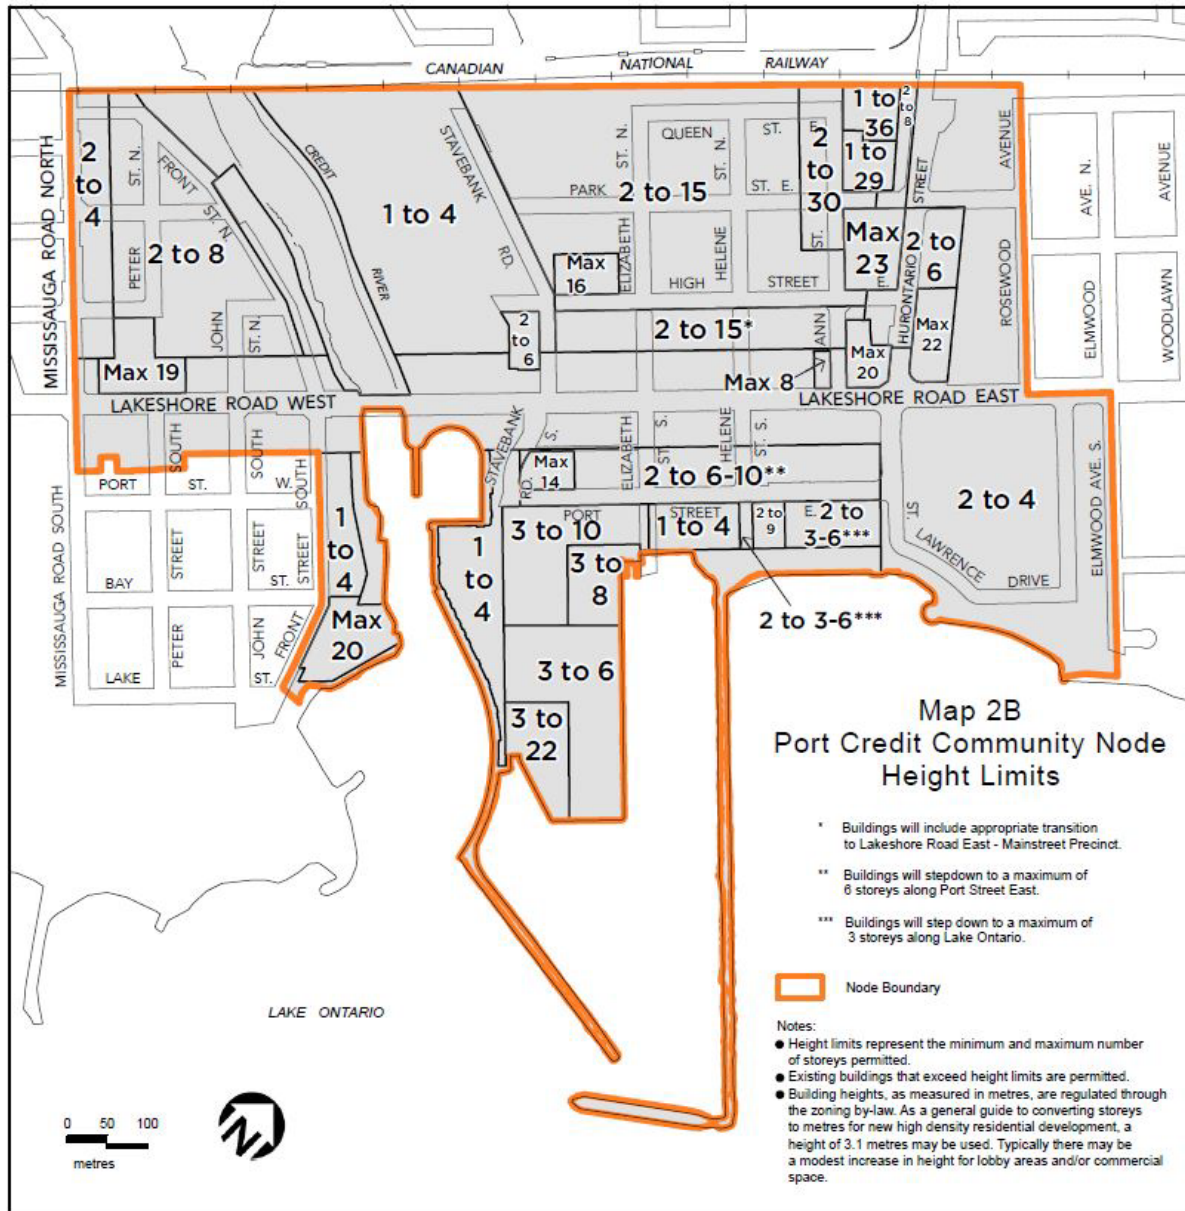 CANADIAN NATIONAL RAILWAY
MISSISSAUGA ROAD NORTH
2 to 4
ST. N.
PETER
FRONT ST. N.
2 to 8
JOHN ST. N.
CREDIT RIVER
1 to 4
STAVEBANK RD.
QUEEN ST. E.
PARK ST. E.
2 to 15
ELIZABETH ST. N.
HELENE ST. N.
ANN ST.
2 to 30
1 to 36
2 to 8
1 to 29
Max 23
2 to 6
HURONTARIO STREET
ROSEWOOD AVENUE
ELMWOOD AVE. N.
WOODLAWN AVENUE
Max 16
HIGH STREET E.
2 to 6
2 to 15*
Max 8
Max 20
Max 22
Max 19
LAKESHORE ROAD WEST
LAKESHORE ROAD EAST
MISSISSAUGA ROAD SOUTH
PORT ST. W.
BAY ST.
LAKE ST.
PETER STREET SOUTH
JOHN STREET SOUTH
FRONT STREET SOUTH
1 to 4
Max 20
STAVEBANK RD. S.
Max 14
ELIZABETH ST. S.
HELENE ST. S.
2 to 6-10**
PORT STREET E.
1 to 4
3 to 10
3 to 8
1 to 4
2 to 9
2 to 3-6***
2 to 3-6***
3 to 6
3 to 22
ST. LAWRENCE DRIVE
2 to 4
ELMWOOD AVE. S.
LAKE ONTARIO
Map 2B
Port Credit Community Node
Height Limits
* Buildings will include appropriate transition
to Lakeshore Road East - Mainstreet Precinct.
** Buildings will stepdown to a maximum of
6 storeys along Port Street East.
*** Buildings will step down to a maximum of
3 storeys along Lake Ontario.
Node Boundary
Notes:
● Height limits represent the minimum and maximum number
of storeys permitted.
● Existing buildings that exceed height limits are permitted.
● Building heights, as measured in metres, are regulated through
the zoning by-law. As a general guide to converting storeys
to metres for new high density residential development, a
height of 3.1 metres may be used. Typically there may be
a modest increase in height for lobby areas and/or commercial
space.
0 50 100
metres
N